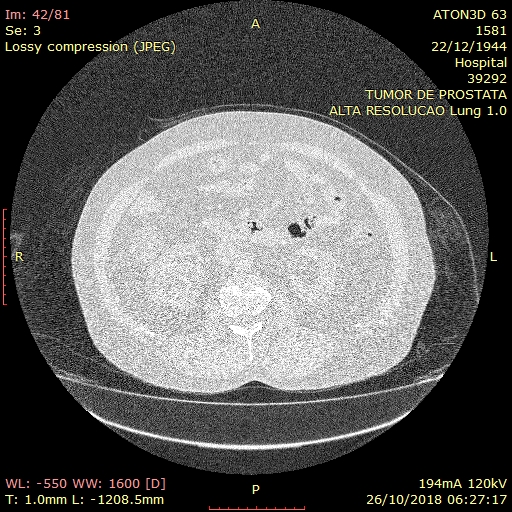 Im: 42/81
Se: 3
Lossy compression (JPEG)
A
ATON3D 63
1581
22/12/1944
Hospital
39292
TUMOR DE PROSTATA
ALTA RESOLUCAO Lung 1.0
R
L
WL: -550 WW: 1600 [D]
T: 1.0mm L: -1208.5mm
P
194mA 120kV
26/10/2018 06:27:17